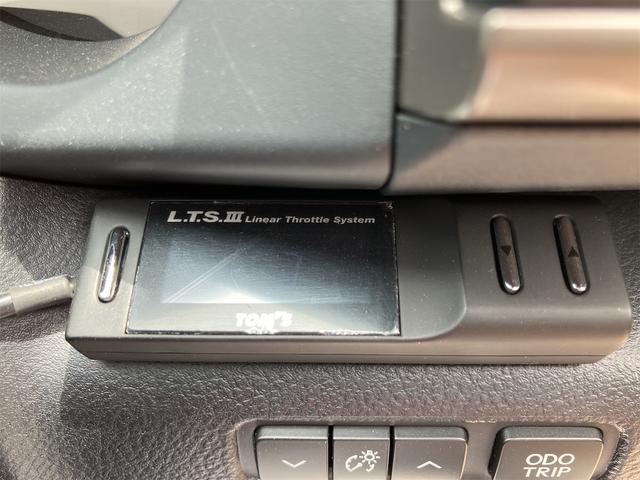 L.T.S.III Linear Throttle System
TOM'S
ODO
TRIP